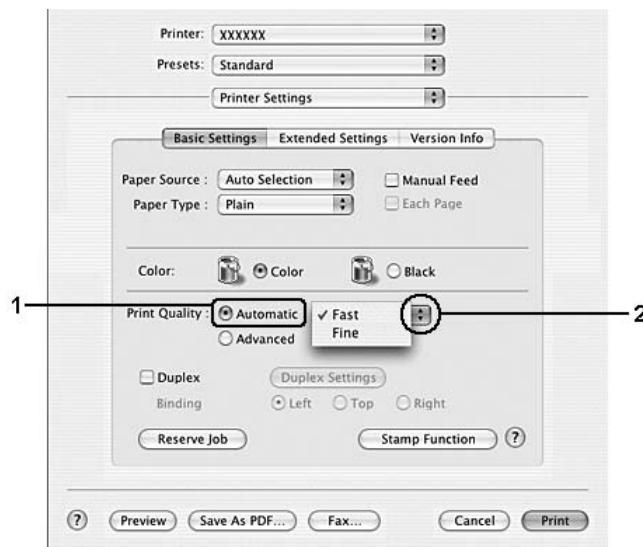 Printer: XXXXXX
Presets: Standard
Printer Settings
Basic Settings Extended Settings Version Info
Paper Source : Auto Selection Manual Feed
Paper Type : Plain Each Page
Color: Color Black
1 Print Quality : Automatic ✓ Fast 2
Advanced Fine
Duplex Duplex Settings
Binding Left Top Right
Reserve Job Stamp Function ?
? Preview Save As PDF... Fax... Cancel Print